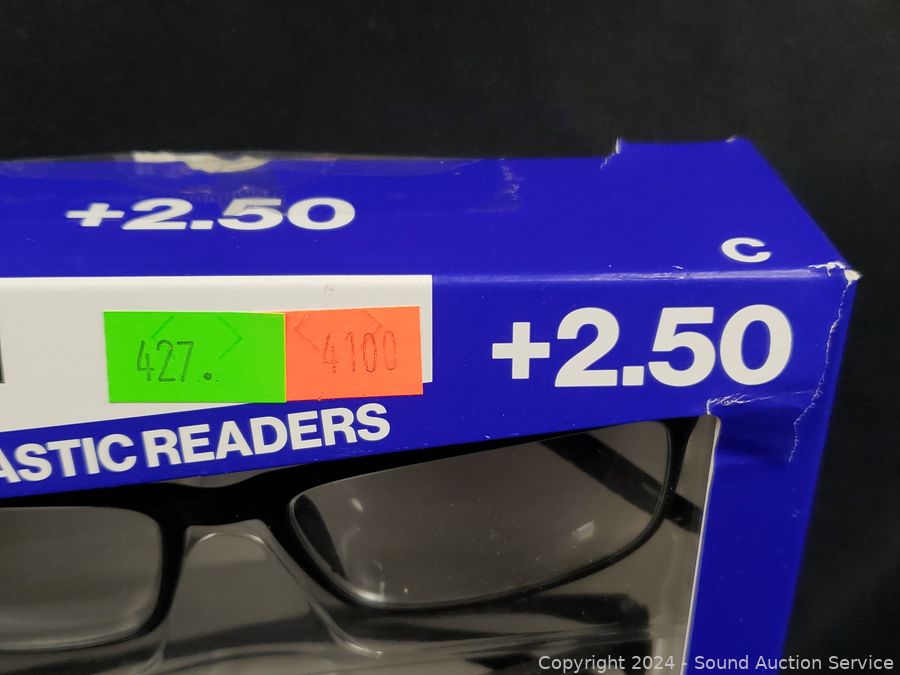 +2.50
C
+2.50
427.
4100
ASTIC READERS
Copyright © 2024 - Sound Auction Service